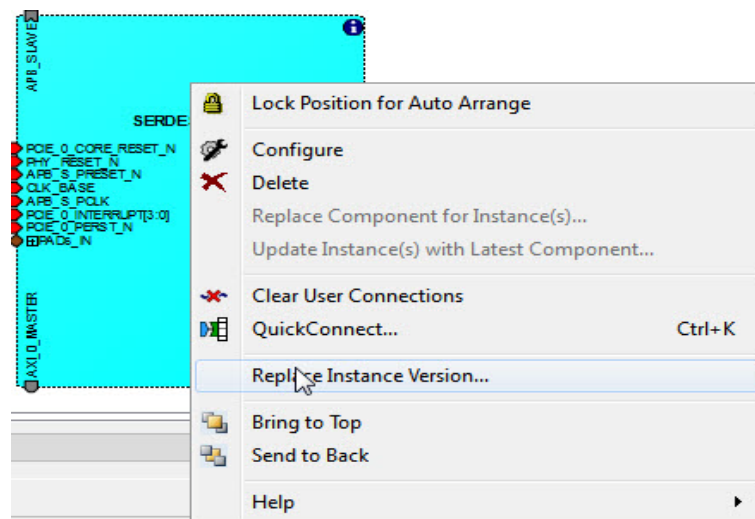 APB_SLAVE
SERDE
PCIE_0_CORE_RESET_N
PHY_RESET_N
APB_S_PRESET_N
CLK_BASE
APB_S_PCLK
PCIE_0_INTERRUPT[3:0]
PCIE_0_PERST_N
PADs_IN
AXI_0_MASTER
Lock Position for Auto Arrange
Configure
Delete
Replace Component for Instance(s)...
Update Instance(s) with Latest Component...
Clear User Connections
QuickConnect... Ctrl+K
Replace Instance Version...
Bring to Top
Send to Back
Help